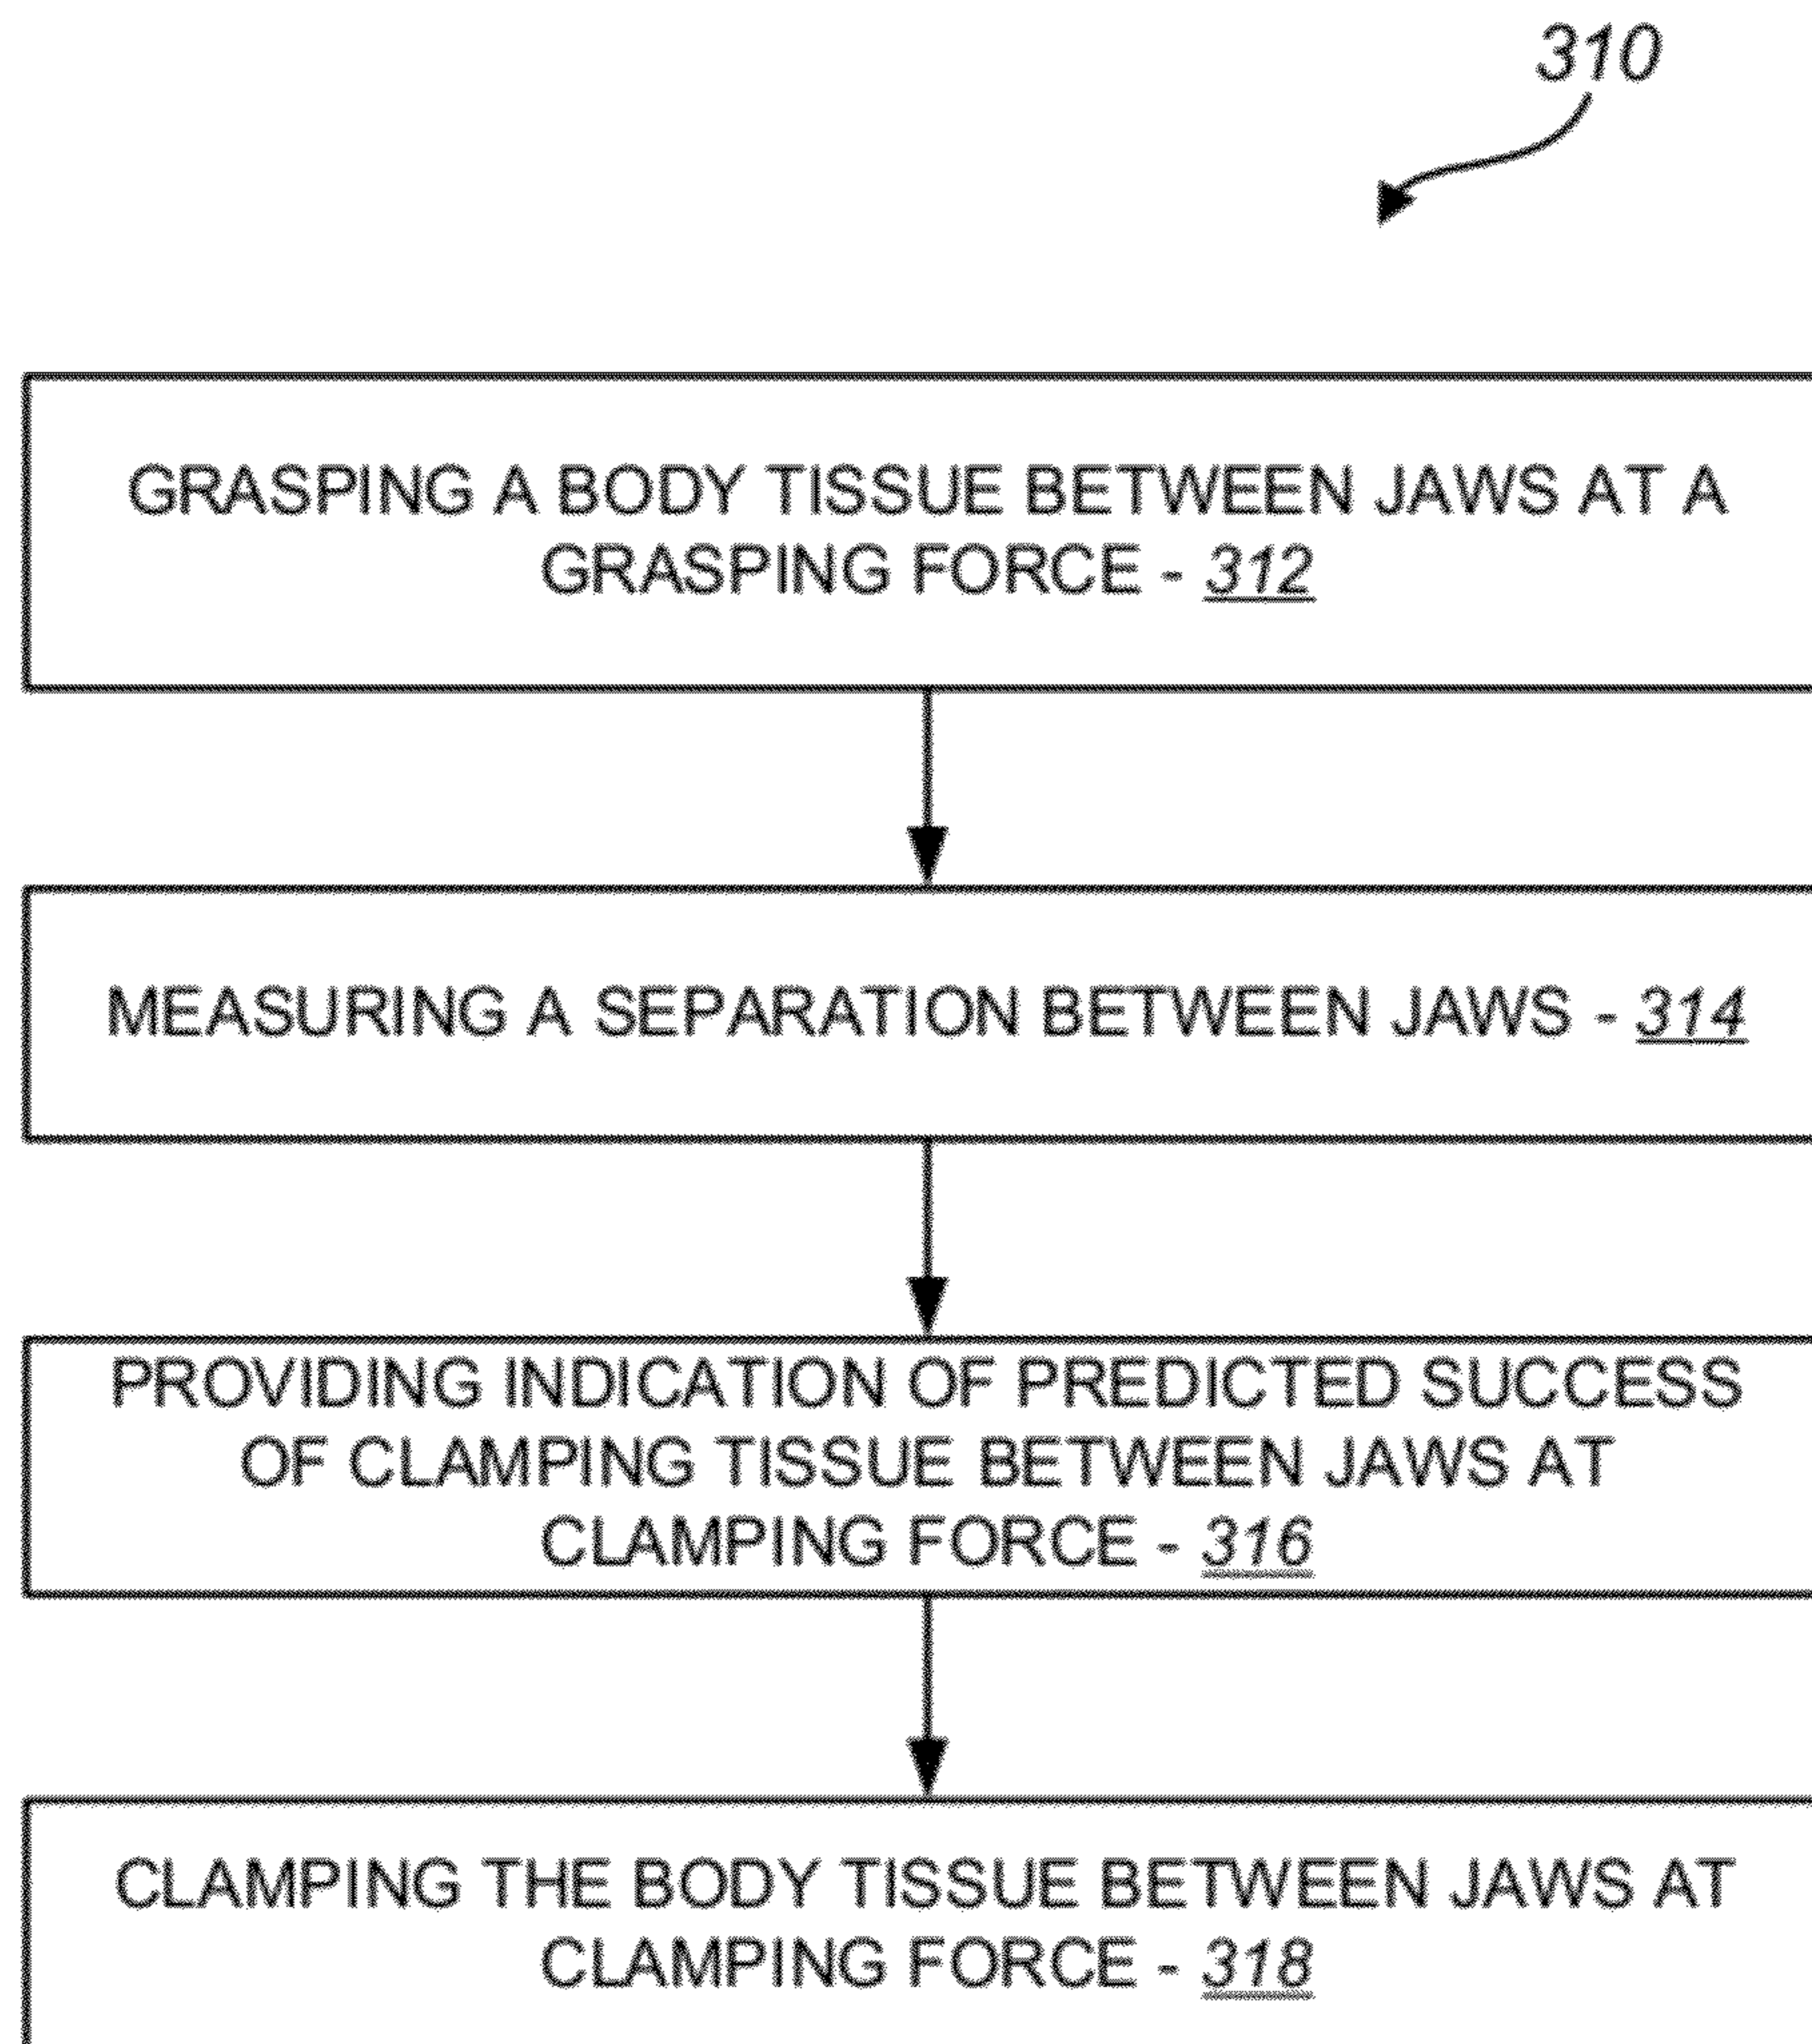 310
GRASPING A BODY TISSUE BETWEEN JAWS AT A
GRASPING FORCE - 312
MEASURING A SEPARATION BETWEEN JAWS - 314
PROVIDING INDICATION OF PREDICTED SUCCESS
OF CLAMPING TISSUE BETWEEN JAWS AT
CLAMPING FORCE - 316
CLAMPING THE BODY TISSUE BETWEEN JAWS AT
CLAMPING FORCE - 318